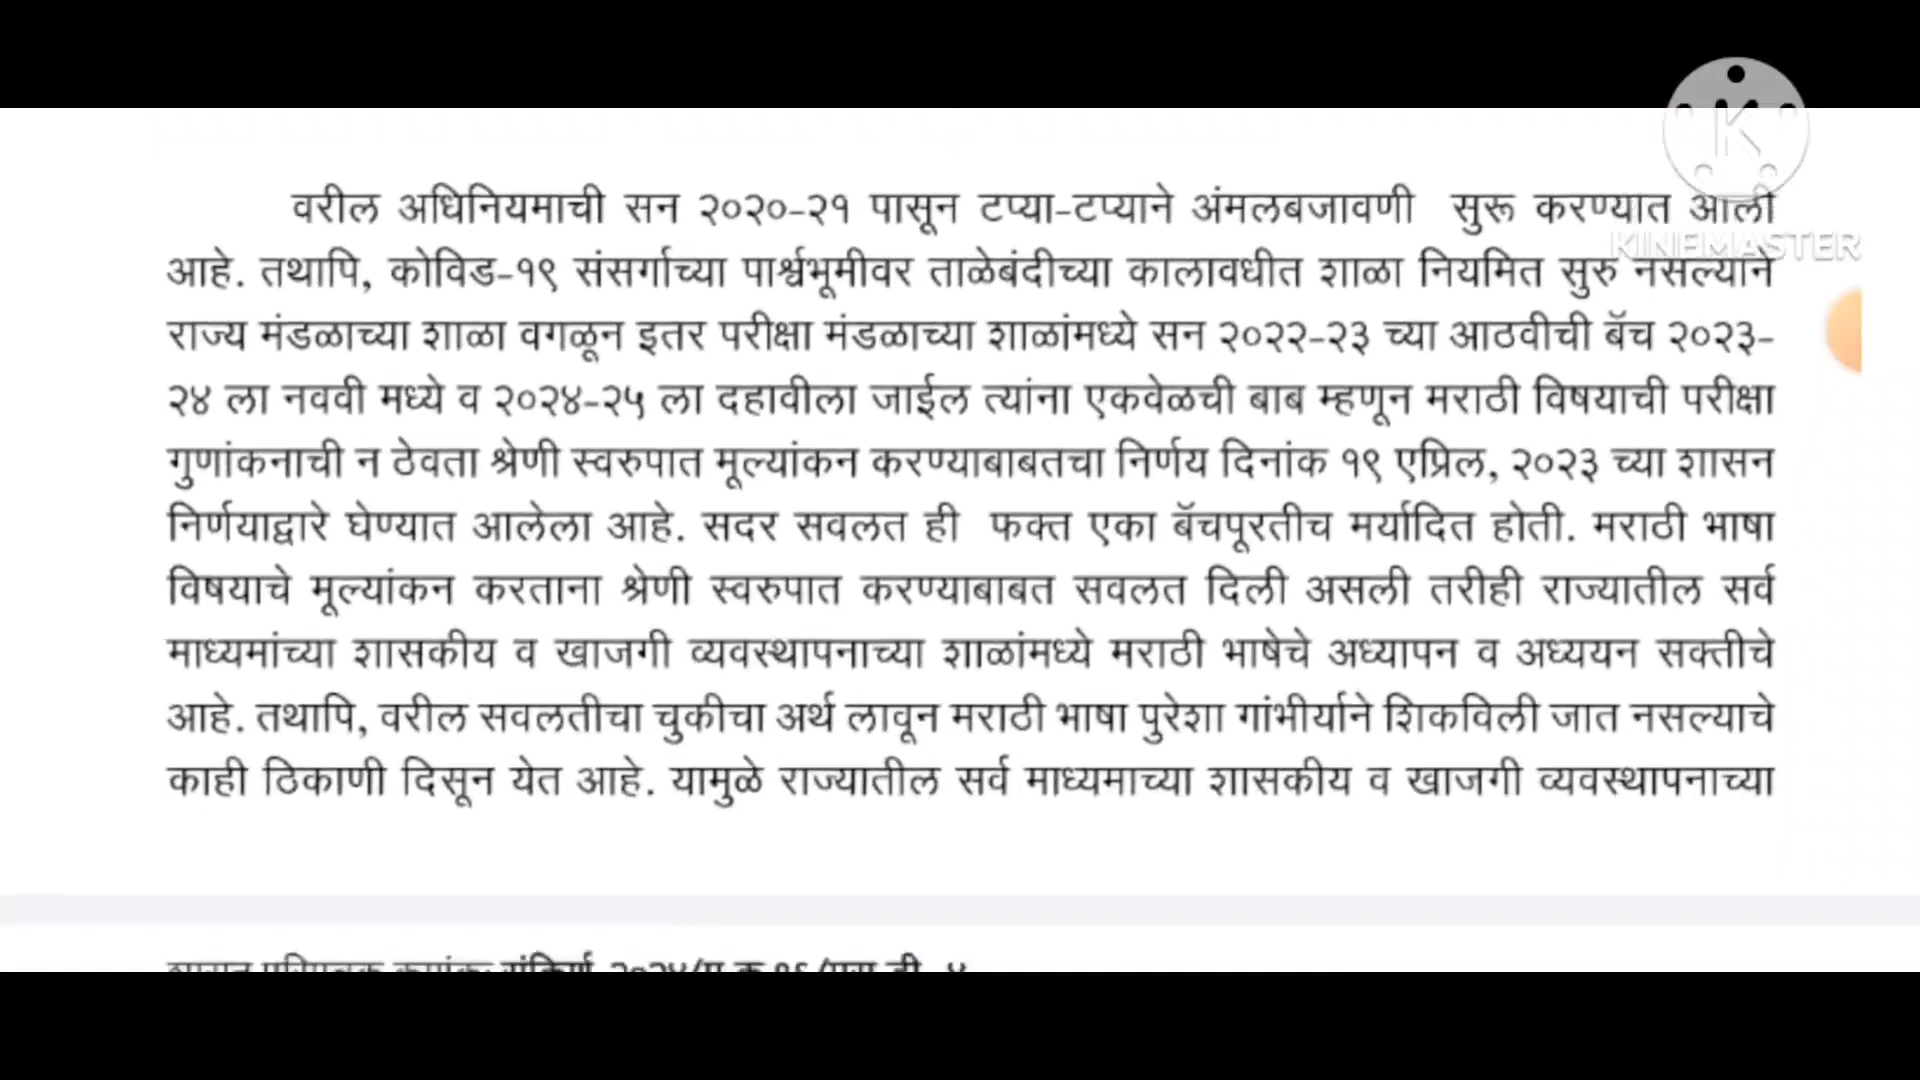 वरील अधिनियमाची सन २०२०-२१ पासून टप्या-टप्याने अंमलबजावणी सुरू करण्यात आली
आहे. तथापि, कोविड-१९ संसर्गाच्या पार्श्वभूमीवर ताळेबंदीच्या कालावधीत शाळा नियमित सुरु नसल्याने
राज्य मंडळाच्या शाळा वगळून इतर परीक्षा मंडळाच्या शाळांमध्ये सन २०२२-२३ च्या आठवीची बॅच २०२३-
२४ ला नववी मध्ये व २०२४-२५ ला दहावीला जाईल त्यांना एकवेळची बाब म्हणून मराठी विषयाची परीक्षा
गुणांकनाची न ठेवता श्रेणी स्वरुपात मूल्यांकन करण्याबाबतचा निर्णय दिनांक १९ एप्रिल, २०२३ च्या शासन
निर्णयाद्वारे घेण्यात आलेला आहे. सदर सवलत ही फक्त एका बॅचपूरतीच मर्यादित होती. मराठी भाषा
विषयाचे मूल्यांकन करताना श्रेणी स्वरुपात करण्याबाबत सवलत दिली असली तरीही राज्यातील सर्व
माध्यमांच्या शासकीय व खाजगी व्यवस्थापनाच्या शाळांमध्ये मराठी भाषेचे अध्यापन व अध्ययन सक्तीचे
आहे. तथापि, वरील सवलतीचा चुकीचा अर्थ लावून मराठी भाषा पुरेशा गांभीर्याने शिकविली जात नसल्याचे
काही ठिकाणी दिसून येत आहे. यामुळे राज्यातील सर्व माध्यमाच्या शासकीय व खाजगी व्यवस्थापनाच्या
KINEMASTER